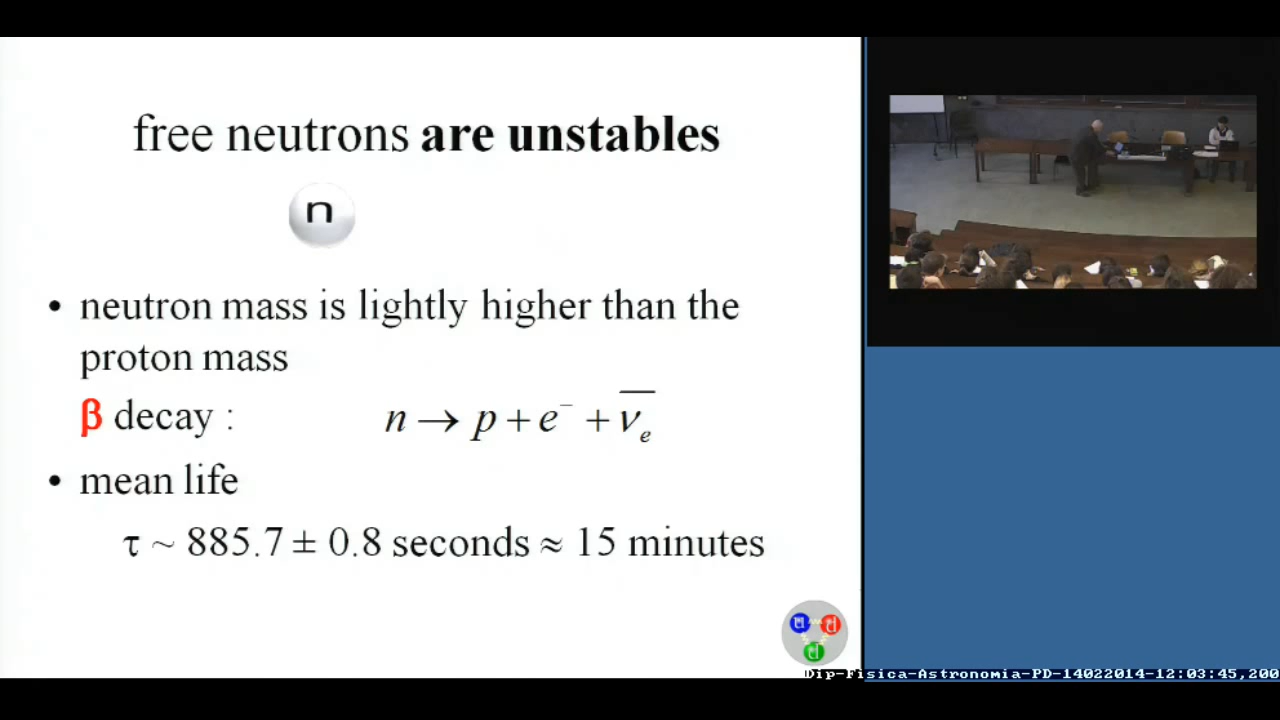 free neutrons are unstables
n
• neutron mass is lightly higher than the
proton mass
β decay : n → p + e⁻ + ν̅ₑ
• mean life
τ ~ 885.7 ± 0.8 seconds ≈ 15 minutes
u d
d
Dip-Fisica-Astronomia-PD-14022014-12:03:45,200